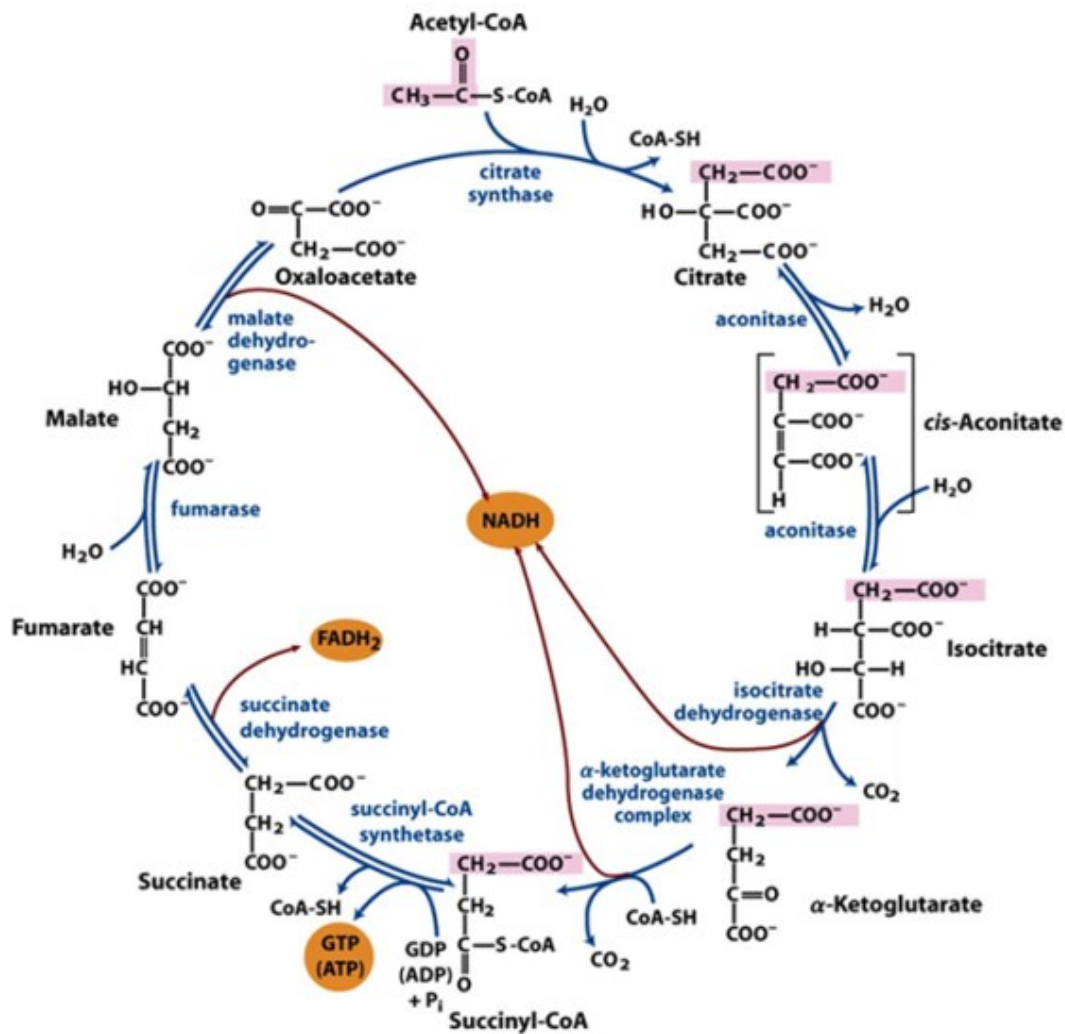 Acetyl-CoA
O
CH₃—C—S-CoA
H₂O
CoA-SH
citrate
synthase
CH₂—COO⁻
HO—C—COO⁻
CH₂—COO⁻
Citrate
O=C—COO⁻
CH₂—COO⁻
Oxaloacetate
aconitase
H₂O
malate
dehydro-
genase
COO⁻
HO—CH
CH₂
COO⁻
Malate
CH₂—COO⁻
C—COO⁻
C—COO⁻
H
cis-Aconitate
H₂O
aconitase
fumarase
H₂O
NADH
CH₂—COO⁻
H—C—COO⁻
HO—C—H
COO⁻
Isocitrate
COO⁻
CH
HC
COO⁻
Fumarate
FADH₂
isocitrate
dehydrogenase
CO₂
succinate
dehydrogenase
α-ketoglutarate
dehydrogenase
complex
CH₂—COO⁻
CH₂
C=O
COO⁻
α-Ketoglutarate
CH₂—COO⁻
CH₂
COO⁻
Succinate
succinyl-CoA
synthetase
CH₂—COO⁻
CH₂
C—S-CoA
O
Succinyl-CoA
CoA-SH
CoA-SH
CO₂
GTP
(ATP)
GDP
(ADP)
+ Pᵢ